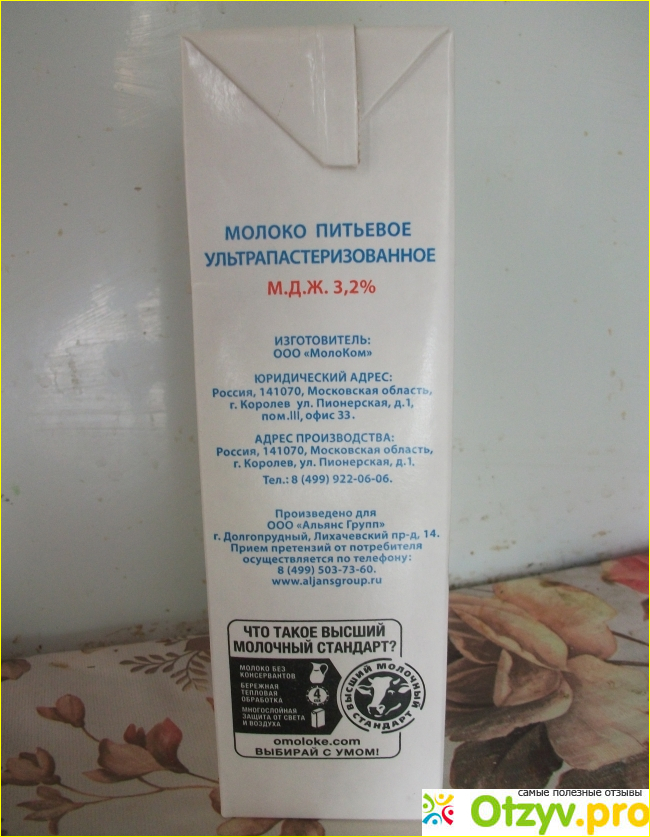 МОЛОКО ПИТЬЕВОЕ
УЛЬТРАПАСТЕРИЗОВАННОЕ
М.Д.Ж. 3,2%
ИЗГОТОВИТЕЛЬ:
ООО «МолоКом»
ЮРИДИЧЕСКИЙ АДРЕС:
Россия, 141070, Московская область,
г. Королев ул. Пионерская, д.1,
пом.III, офис 33.
АДРЕС ПРОИЗВОДСТВА:
Россия, 141070, Московская область,
г. Королев, ул. Пионерская, д.1.
Тел.: 8 (499) 922-06-06.
Произведено для
ООО «Альянс Групп»
г. Долгопрудный, Лихачевский пр-д, 14.
Прием претензий от потребителя
осуществляется по телефону:
8 (499) 503-73-60.
www.aljansgroup.ru
ЧТО ТАКОЕ ВЫСШИЙ
МОЛОЧНЫЙ СТАНДАРТ?
МОЛОКО БЕЗ
КОНСЕРВАНТОВ
БЕРЕЖНАЯ
ТЕПЛОВАЯ
ОБРАБОТКА
4
МНОГОСЛОЙНАЯ
ЗАЩИТА ОТ СВЕТА
И ВОЗДУХА
ВЫСШИЙ МОЛОЧНЫЙ
СТАНДАРТ
omoloke.com
ВЫБИРАЙ С УМОМ!
самые полезные отзывы
Otzyv.pro